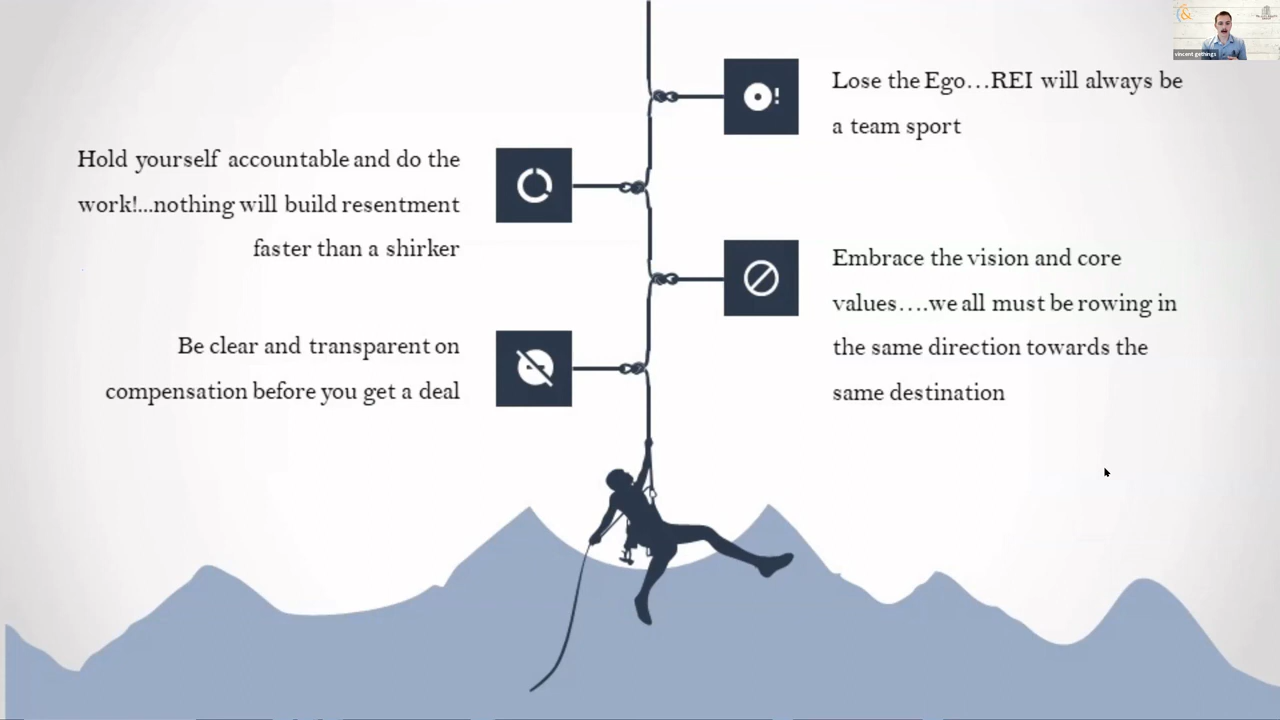 Lose the Ego...REI will always be
a team sport
Hold yourself accountable and do the
work!...nothing will build resentment
faster than a shirker
Embrace the vision and core
values....we all must be rowing in
the same direction towards the
same destination
Be clear and transparent on
compensation before you get a deal
vincent gethings
&